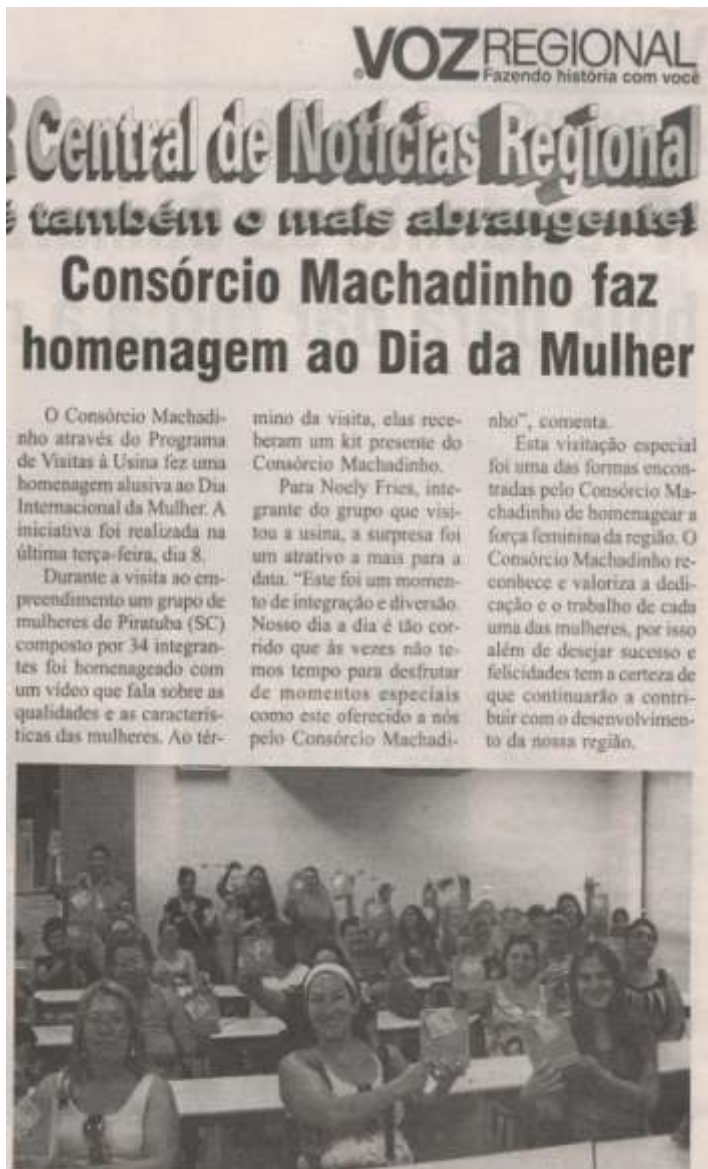 VOZ REGIONAL
Fazendo história com você
R Central de Notícias Regional
é também o mais abrangente!
Consórcio Machadinho faz
homenagem ao Dia da Mulher
O Consórcio Machadi-
nho através do Programa
de Visitas à Usina fez uma
homenagem alusiva ao Dia
Internacional da Mulher. A
iniciativa foi realizada na
última terça-feira, dia 8.
Durante a visita ao em-
preendimento um grupo de
mulheres de Piratuba (SC)
composto por 34 integran-
tes foi homenageado com
um vídeo que fala sobre as
qualidades e as caracterís-
ticas das mulheres. Ao tér-
mino da visita, elas rece-
beram um kit presente do
Consórcio Machadinho.
Para Noely Fries, inte-
grante do grupo que visi-
tou a usina, a surpresa foi
um atrativo a mais para a
data. “Este foi um momen-
to de integração e diversão.
Nosso dia a dia é tão cor-
rido que às vezes não te-
mos tempo para desfrutar
de momentos especiais
como este oferecido a nós
pelo Consórcio Machadi-
nho”, comenta.
Esta visitação especial
foi uma das formas encon-
tradas pelo Consórcio Ma-
chadinho de homenagear a
força feminina da região. O
Consórcio Machadinho re-
conhece e valoriza a dedi-
cação e o trabalho de cada
uma das mulheres, por isso
além de desejar sucesso e
felicidades tem a certeza de
que continuarão a contri-
buir com o desenvolvimen-
to da nossa região.